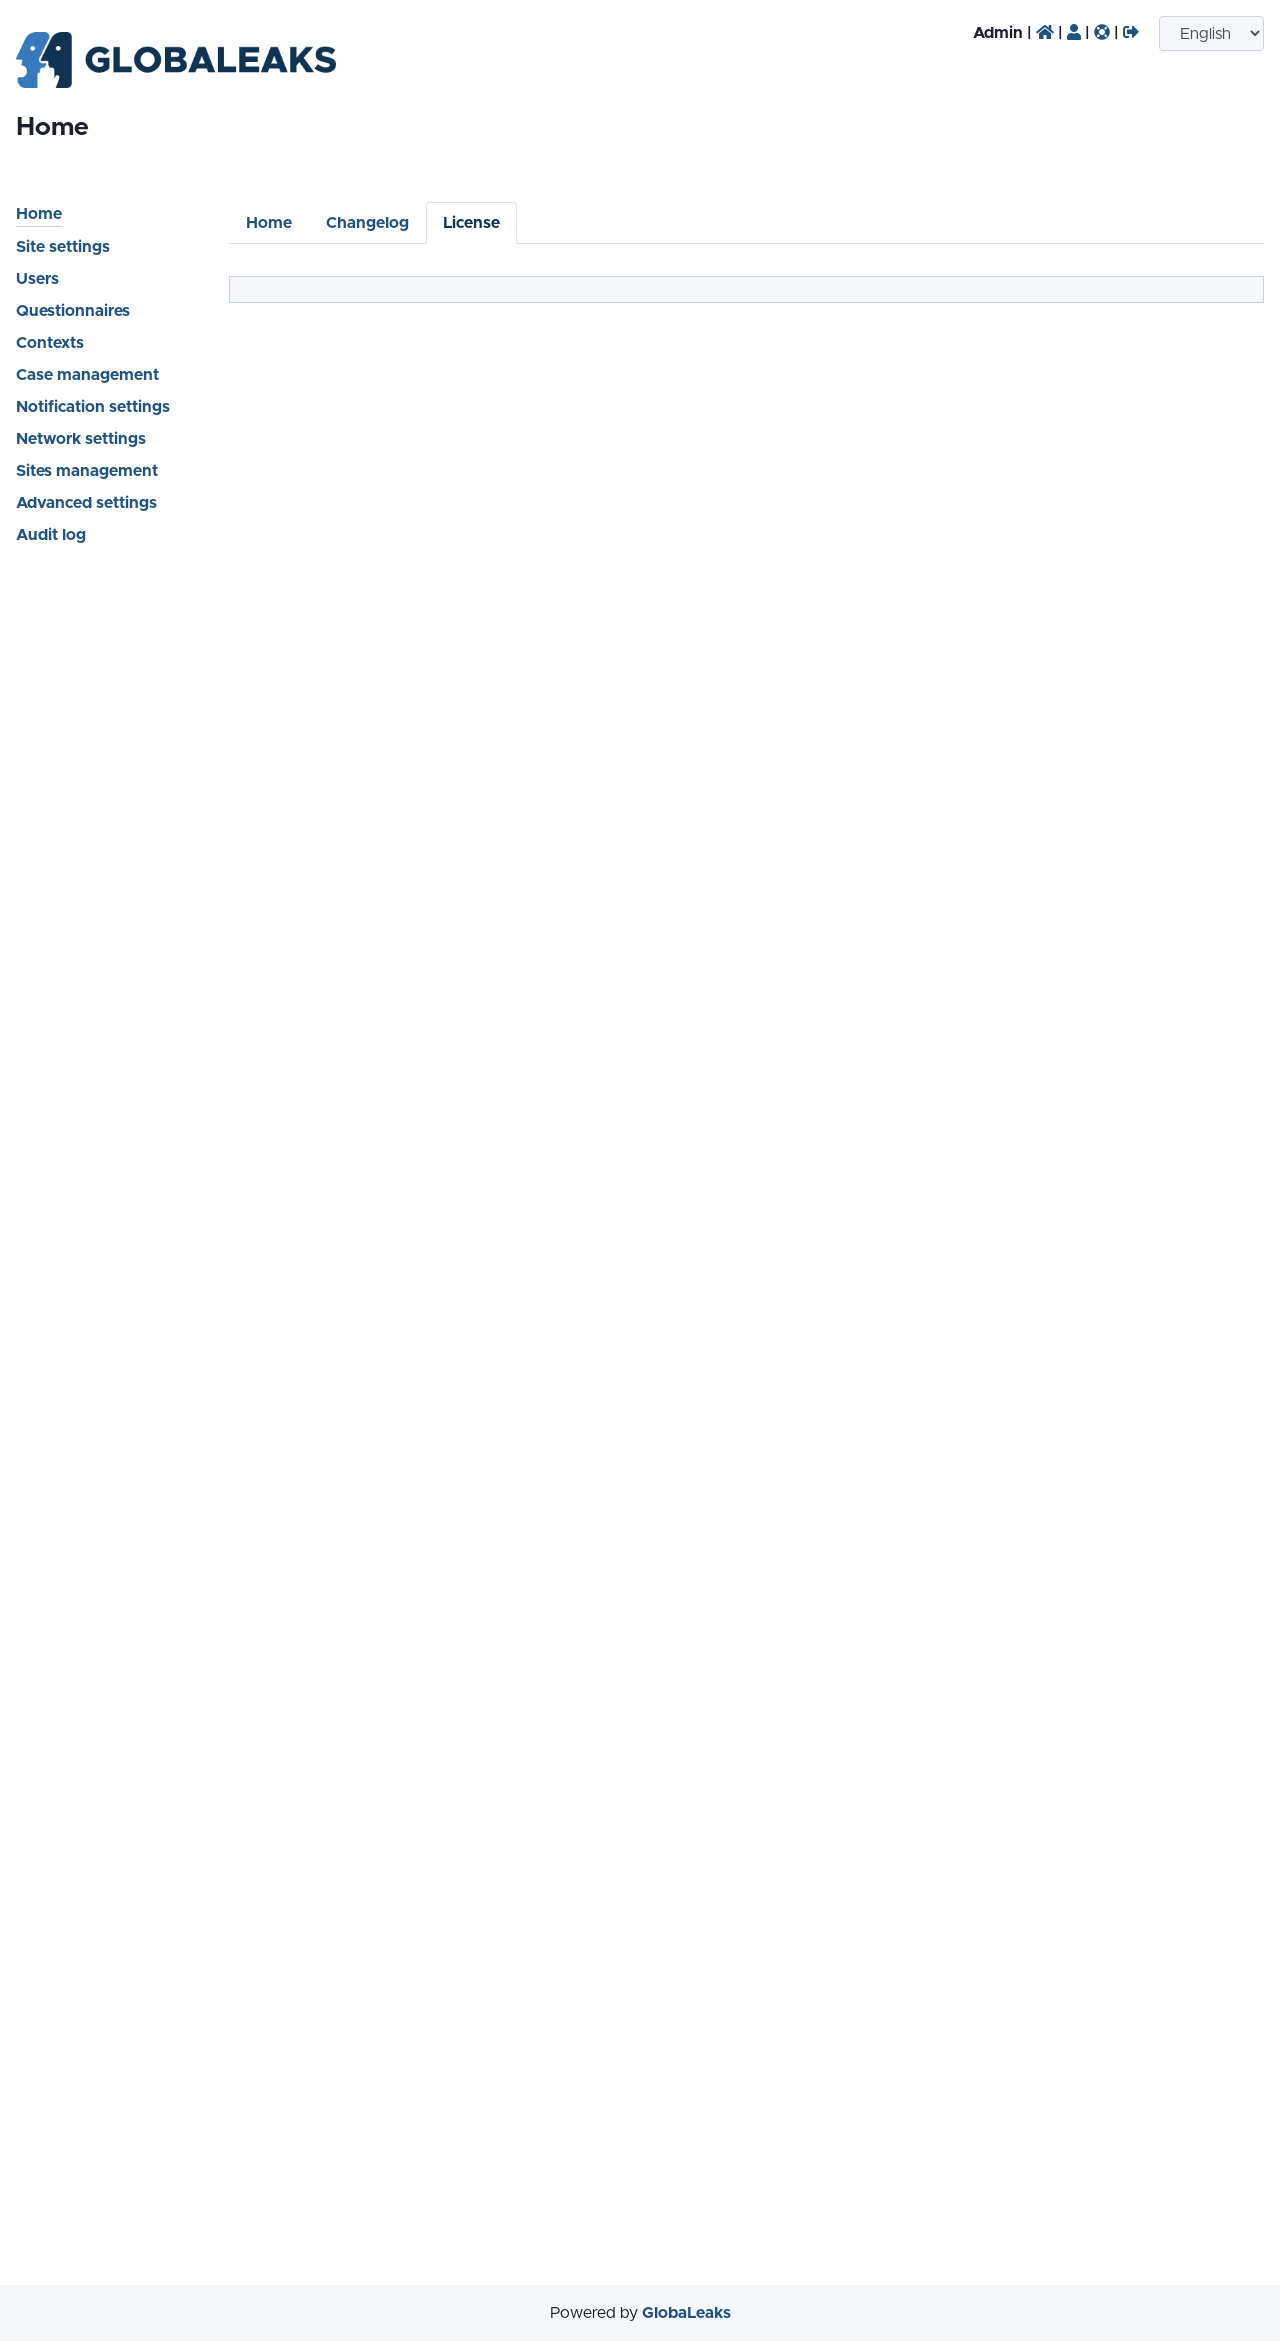 GLOBALEAKS
Admin | | | |
English
Home
Home
Site settings
Users
Questionnaires
Contexts
Case management
Notification settings
Network settings
Sites management
Advanced settings
Audit log
Home
Changelog
License
Powered by GlobaLeaks